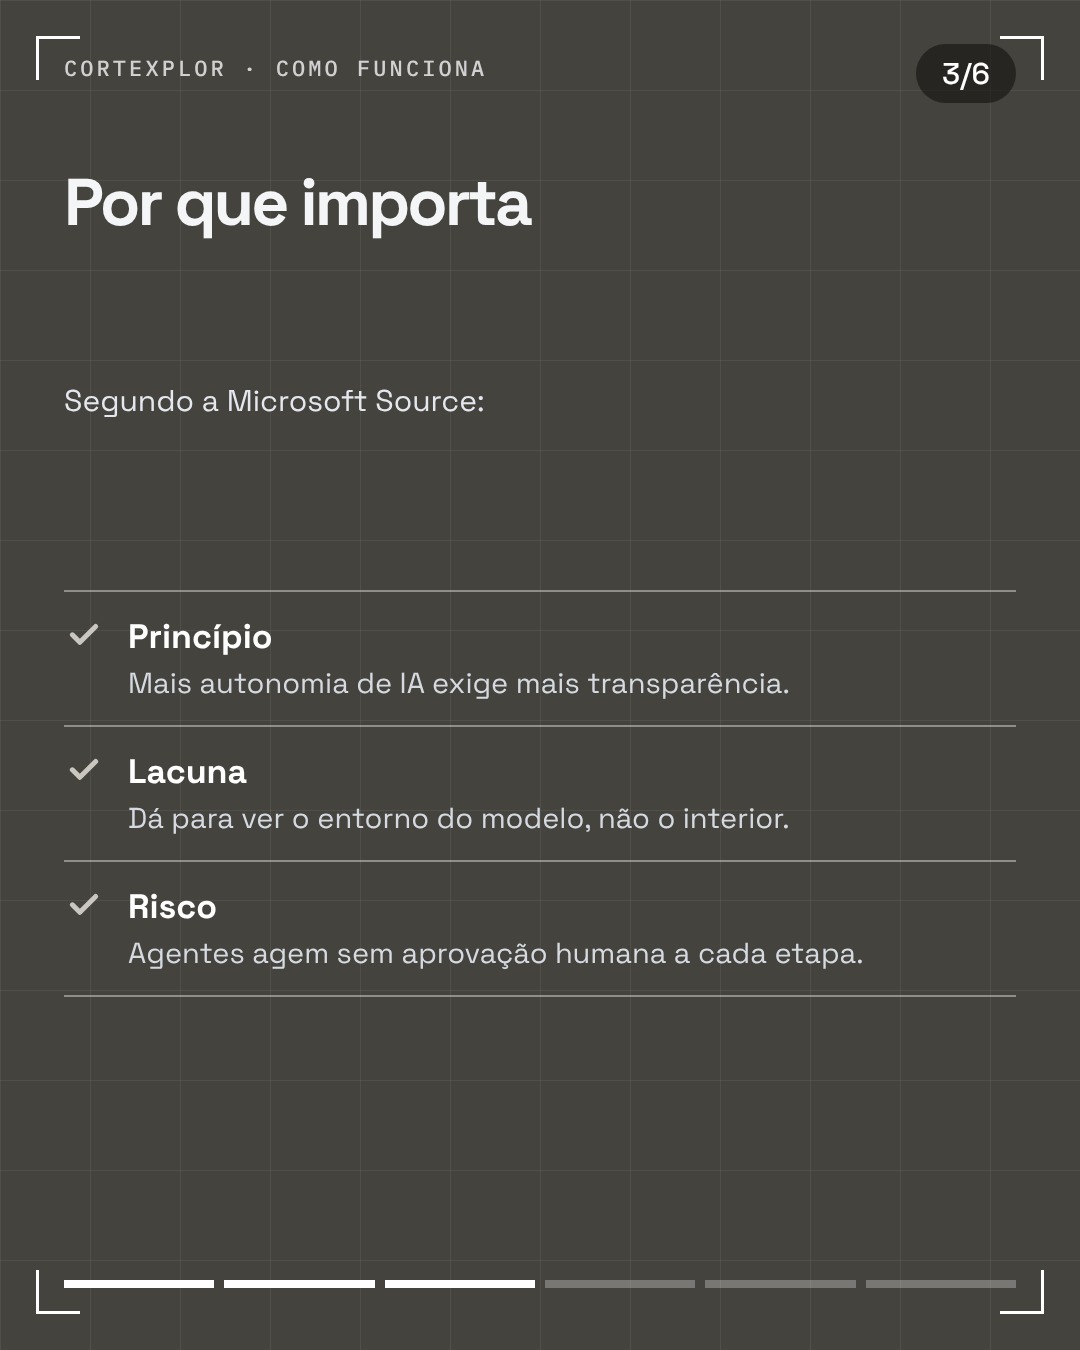 CORTEXPLOR · COMO FUNCIONA
3/6
Por que importa
Segundo a Microsoft Source:
Princípio
Mais autonomia de IA exige mais transparência.
Lacuna
Dá para ver o entorno do modelo, não o interior.
Risco
Agentes agem sem aprovação humana a cada etapa.